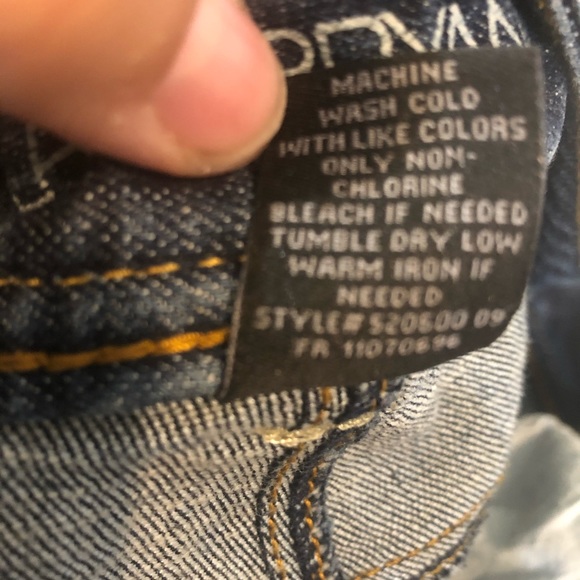 MACHINE
WASH COLD
WITH LIKE COLORS
ONLY NON-
CHLORINE
BLEACH IF NEEDED
TUMBLE DRY LOW
WARM IRON IF
NEEDED
STYLE# 520600 09
FA 11070696